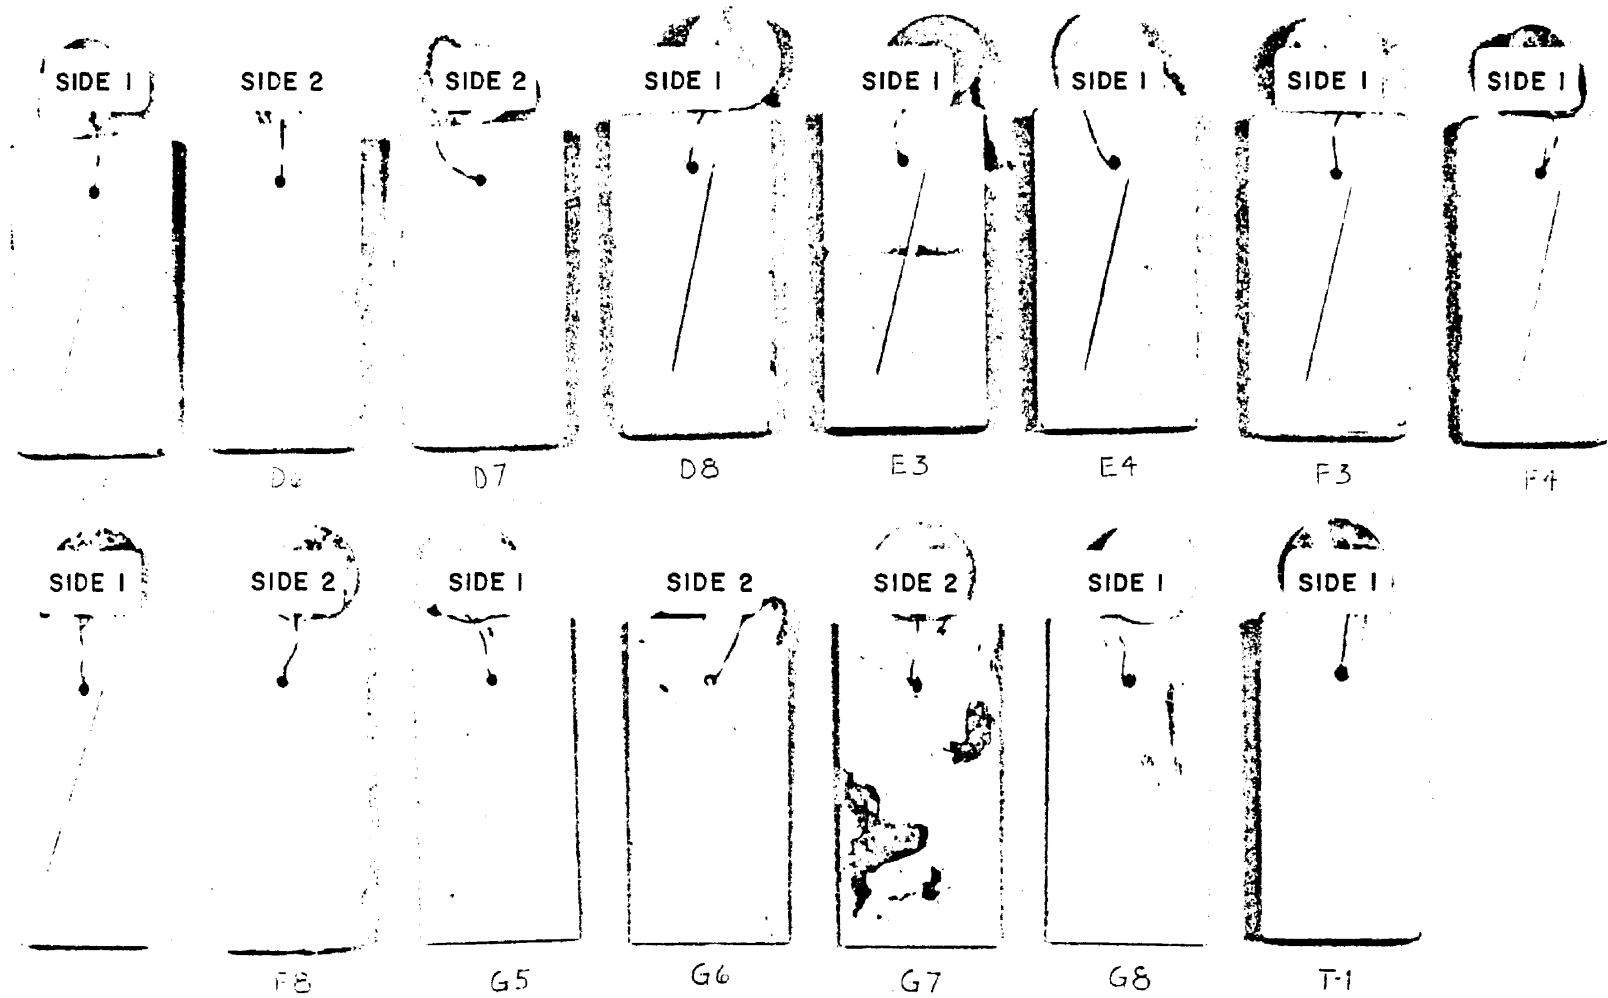 SIDE 1 SIDE 2 SIDE 2 SIDE 1 SIDE 1 SIDE 1 SIDE 1 SIDE 1
D6 D7 D8 E3 E4 F3 F4
SIDE 1 SIDE 2 SIDE 1 SIDE 2 SIDE 2 SIDE 1 SIDE 1
F8 G5 G6 G7 G8 T-1